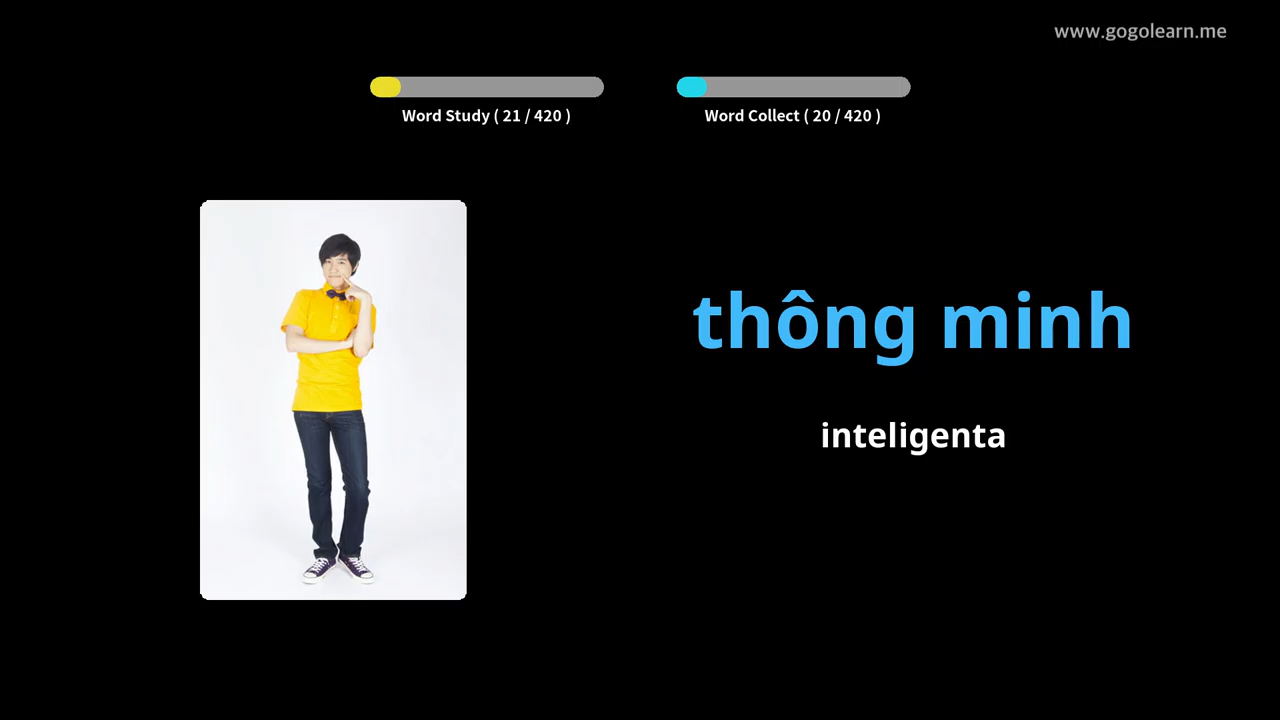 www.gogolearn.me
Word Study ( 21 / 420 )
Word Collect ( 20 / 420 )
thông minh
inteligenta